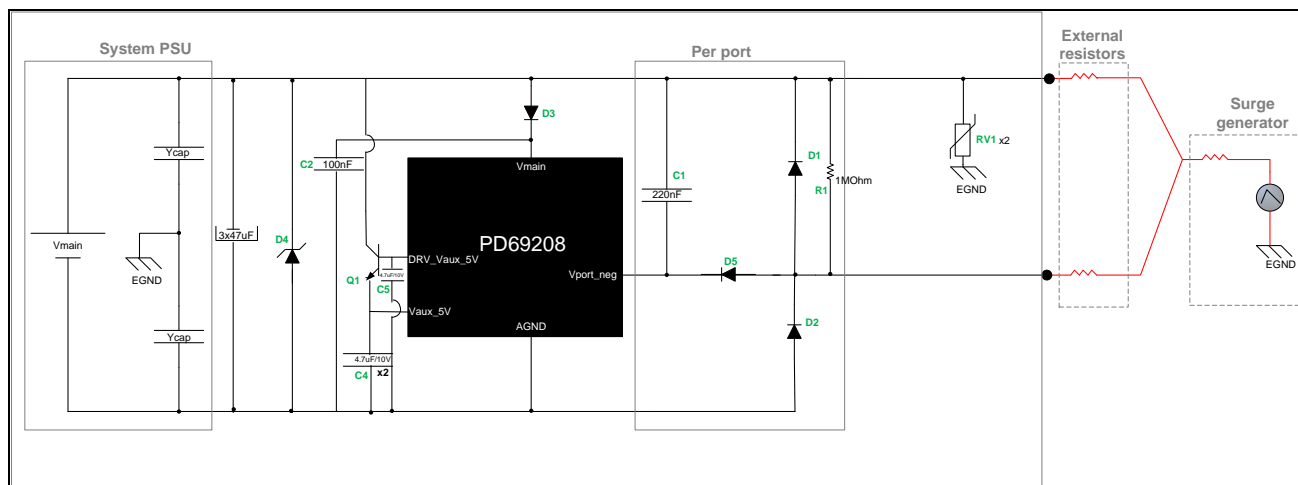 System PSU
Per port
External
resistors
Surge
generator
Ycap
Vmain
EGND
Ycap
3x47uF
D4
C2
100nF
D3
Vmain
PD69208
DRV_Vaux_5V
Q1
4.7uF/10V
C5
Vaux_5V
Vport_neg
AGND
4.7uF/10V
x2
C4
C1
220nF
D1
R1
1MOhm
D5
D2
RV1 x2
EGND
EGND